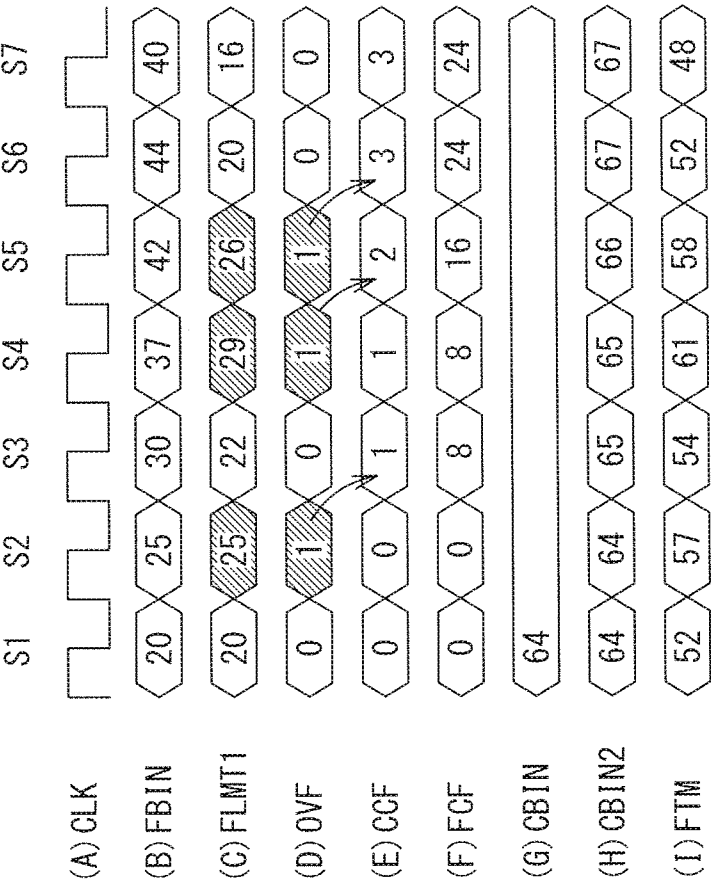 S1 S2 S3 S4 S5 S6 S7
(A)CLK
(B)FBIN 20 25 30 37 42 44 40
(C)FLMT1 20 25 22 29 26 20 16
(D)OVF 0 1 0 1 1 0 0
(E)CCF 0 0 1 1 2 3 3
(F)FCF 0 0 8 8 16 24 24
(G)CBIN 64
(H)CBIN2 64 64 65 65 66 67 67
(I)FTM 52 57 54 61 58 52 48